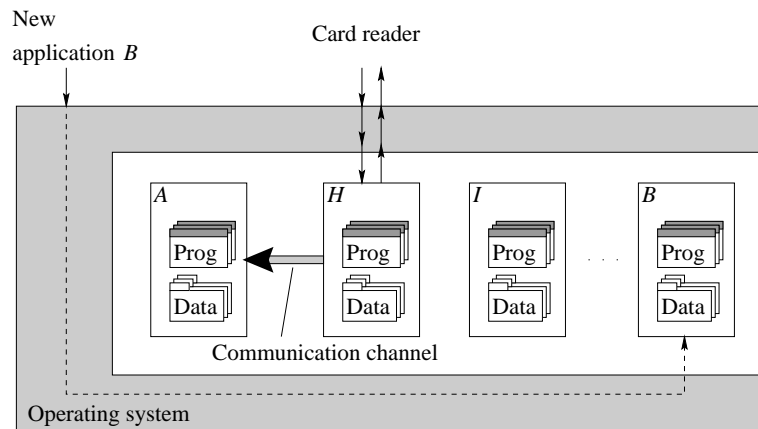 New
application B
Card reader
A
H
I
B
Prog
Prog
Prog
. . .
Prog
Data
Data
Data
Data
Communication channel
Operating system